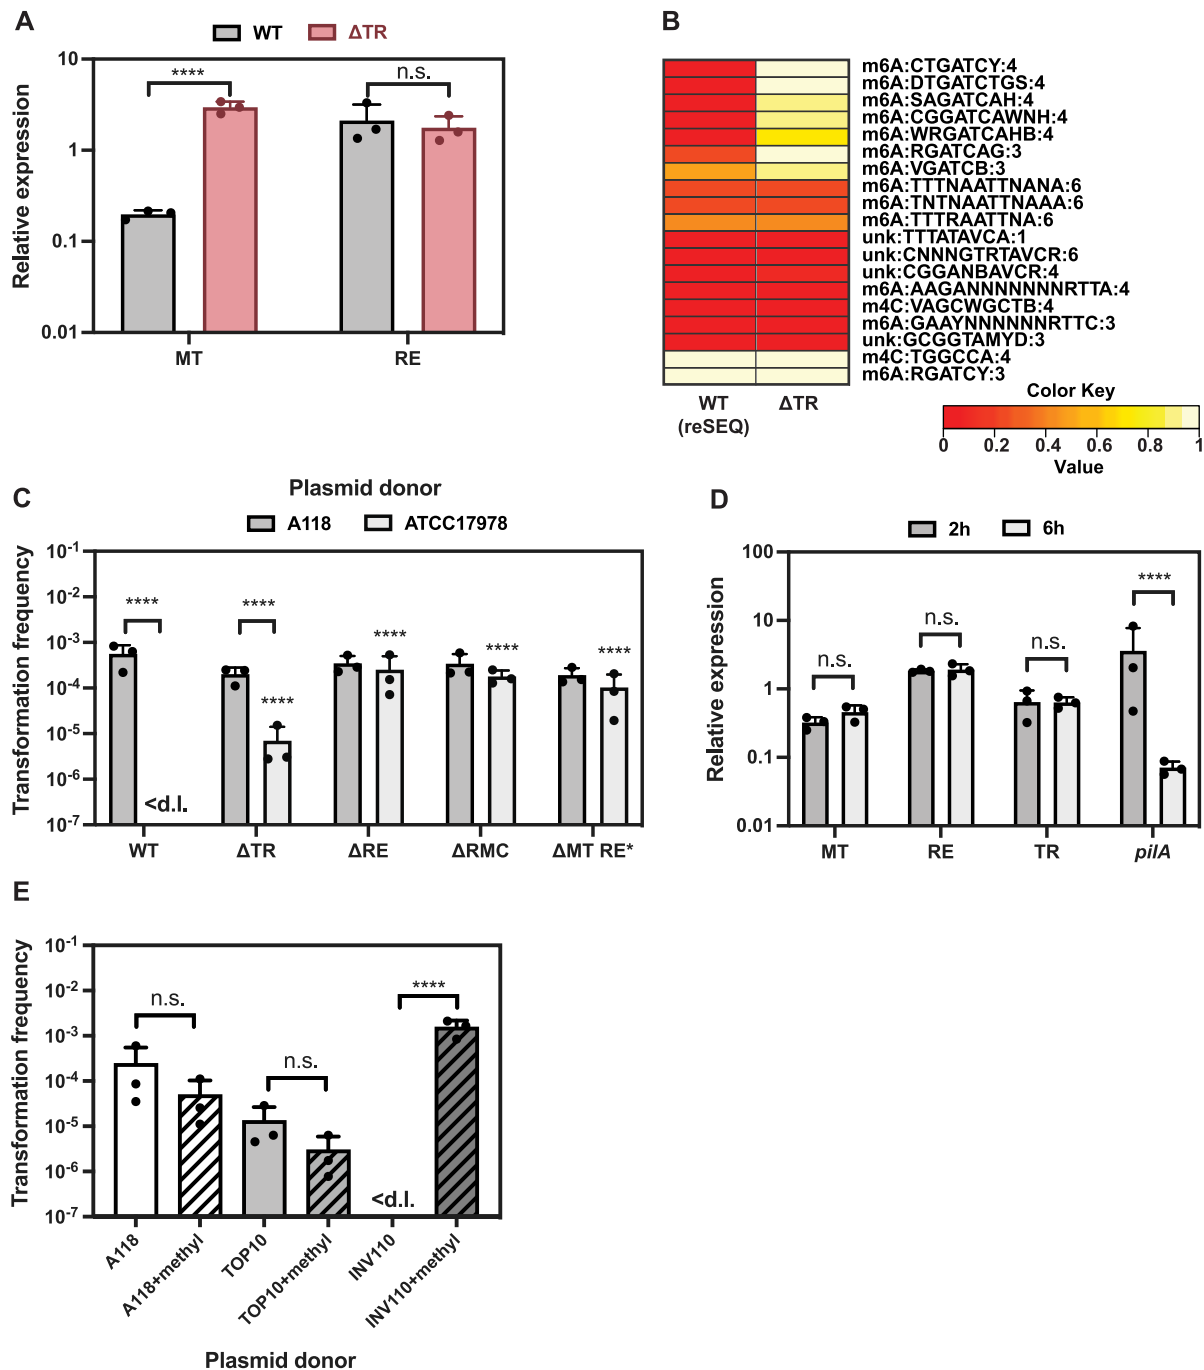 A
WT
ΔTR
Relative expression
10
1
0.1
0.01
****
n.s.
MT
RE
B
m6A:CTGATCY:4
m6A:DTGATCTGS:4
m6A:SAGATCAH:4
m6A:CGGATCAWNH:4
m6A:WRGATCAHB:4
m6A:RGATCAG:3
m6A:VGATCB:3
m6A:TTTNAATTNANA:6
m6A:TNTNAATTNAAA:6
m6A:TTTRAATTNA:6
unk:TTTATAVCA:1
unk:CNNNGTRTAVCR:6
unk:CGGANBAVCR:4
m6A:AAGANNNNNNNRTTA:4
m4C:VAGCWGCTB:4
m6A:GAAYNNNNNNRTTC:3
unk:GCGGTAMYD:3
m4C:TGGCCA:4
m6A:RGATCY:3
WT
(reSEQ)
ΔTR
Color Key
0 0.2 0.4 0.6 0.8 1
Value
C
Plasmid donor
A118
ATCC17978
Transformation frequency
10-1
10-2
10-3
10-4
10-5
10-6
10-7
****
<d.l.
****
****
****
****
****
WT
ΔTR
ΔRE
ΔRMC
ΔMT RE*
D
2h
6h
Relative expression
100
10
1
0.1
0.01
n.s.
n.s.
n.s.
****
MT
RE
TR
pilA
E
Transformation frequency
10-1
10-2
10-3
10-4
10-5
10-6
10-7
n.s.
n.s.
<d.l.
****
A118
A118+methyl
TOP10
TOP10+methyl
INV110
INV110+methyl
Plasmid donor